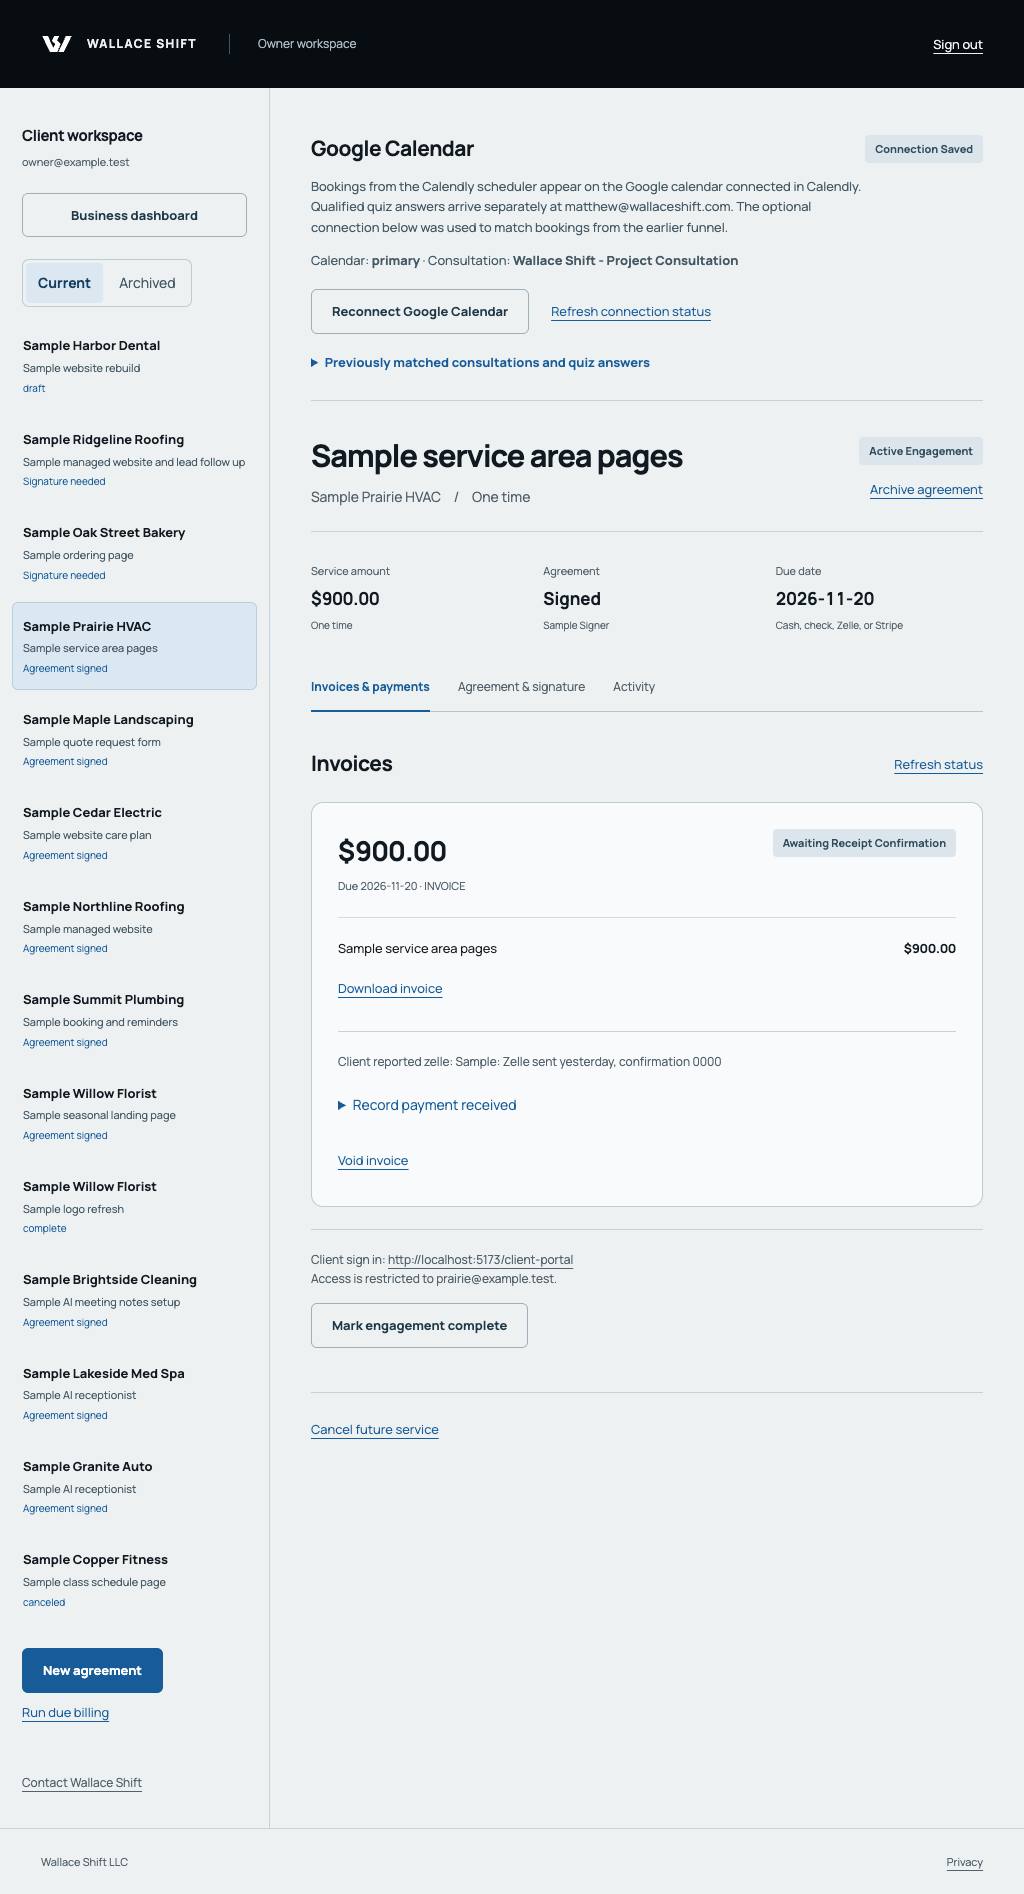 WALLACE SHIFT
Owner workspace
Sign out
Client workspace
owner@example.test
Business dashboard
Current
Archived
Sample Harbor Dental
Sample website rebuild
draft
Sample Ridgeline Roofing
Sample managed website and lead follow up
Signature needed
Sample Oak Street Bakery
Sample ordering page
Signature needed
Sample Prairie HVAC
Sample service area pages
Agreement signed
Sample Maple Landscaping
Sample quote request form
Agreement signed
Sample Cedar Electric
Sample website care plan
Agreement signed
Sample Northline Roofing
Sample managed website
Agreement signed
Sample Summit Plumbing
Sample booking and reminders
Agreement signed
Sample Willow Florist
Sample seasonal landing page
Agreement signed
Sample Willow Florist
Sample logo refresh
complete
Sample Brightside Cleaning
Sample AI meeting notes setup
Agreement signed
Sample Lakeside Med Spa
Sample AI receptionist
Agreement signed
Sample Granite Auto
Sample AI receptionist
Agreement signed
Sample Copper Fitness
Sample class schedule page
canceled
New agreement
Run due billing
Contact Wallace Shift
Google Calendar
Connection Saved
Bookings from the Calendly scheduler appear on the Google calendar connected in Calendly.
Qualified quiz answers arrive separately at matthew@wallaceshift.com. The optional
connection below was used to match bookings from the earlier funnel.
Calendar: primary · Consultation: Wallace Shift - Project Consultation
Reconnect Google Calendar
Refresh connection status
Previously matched consultations and quiz answers
Sample service area pages
Active Engagement
Sample Prairie HVAC / One time
Archive agreement
Service amount
$900.00
One time
Agreement
Signed
Sample Signer
Due date
2026-11-20
Cash, check, Zelle, or Stripe
Invoices & payments
Agreement & signature
Activity
Invoices
Refresh status
$900.00
Awaiting Receipt Confirmation
Due 2026-11-20 · INVOICE
Sample service area pages
$900.00
Download invoice
Client reported zelle: Sample: Zelle sent yesterday, confirmation 0000
Record payment received
Void invoice
Client sign in: http://localhost:5173/client-portal
Access is restricted to prairie@example.test.
Mark engagement complete
Cancel future service
Wallace Shift LLC
Privacy